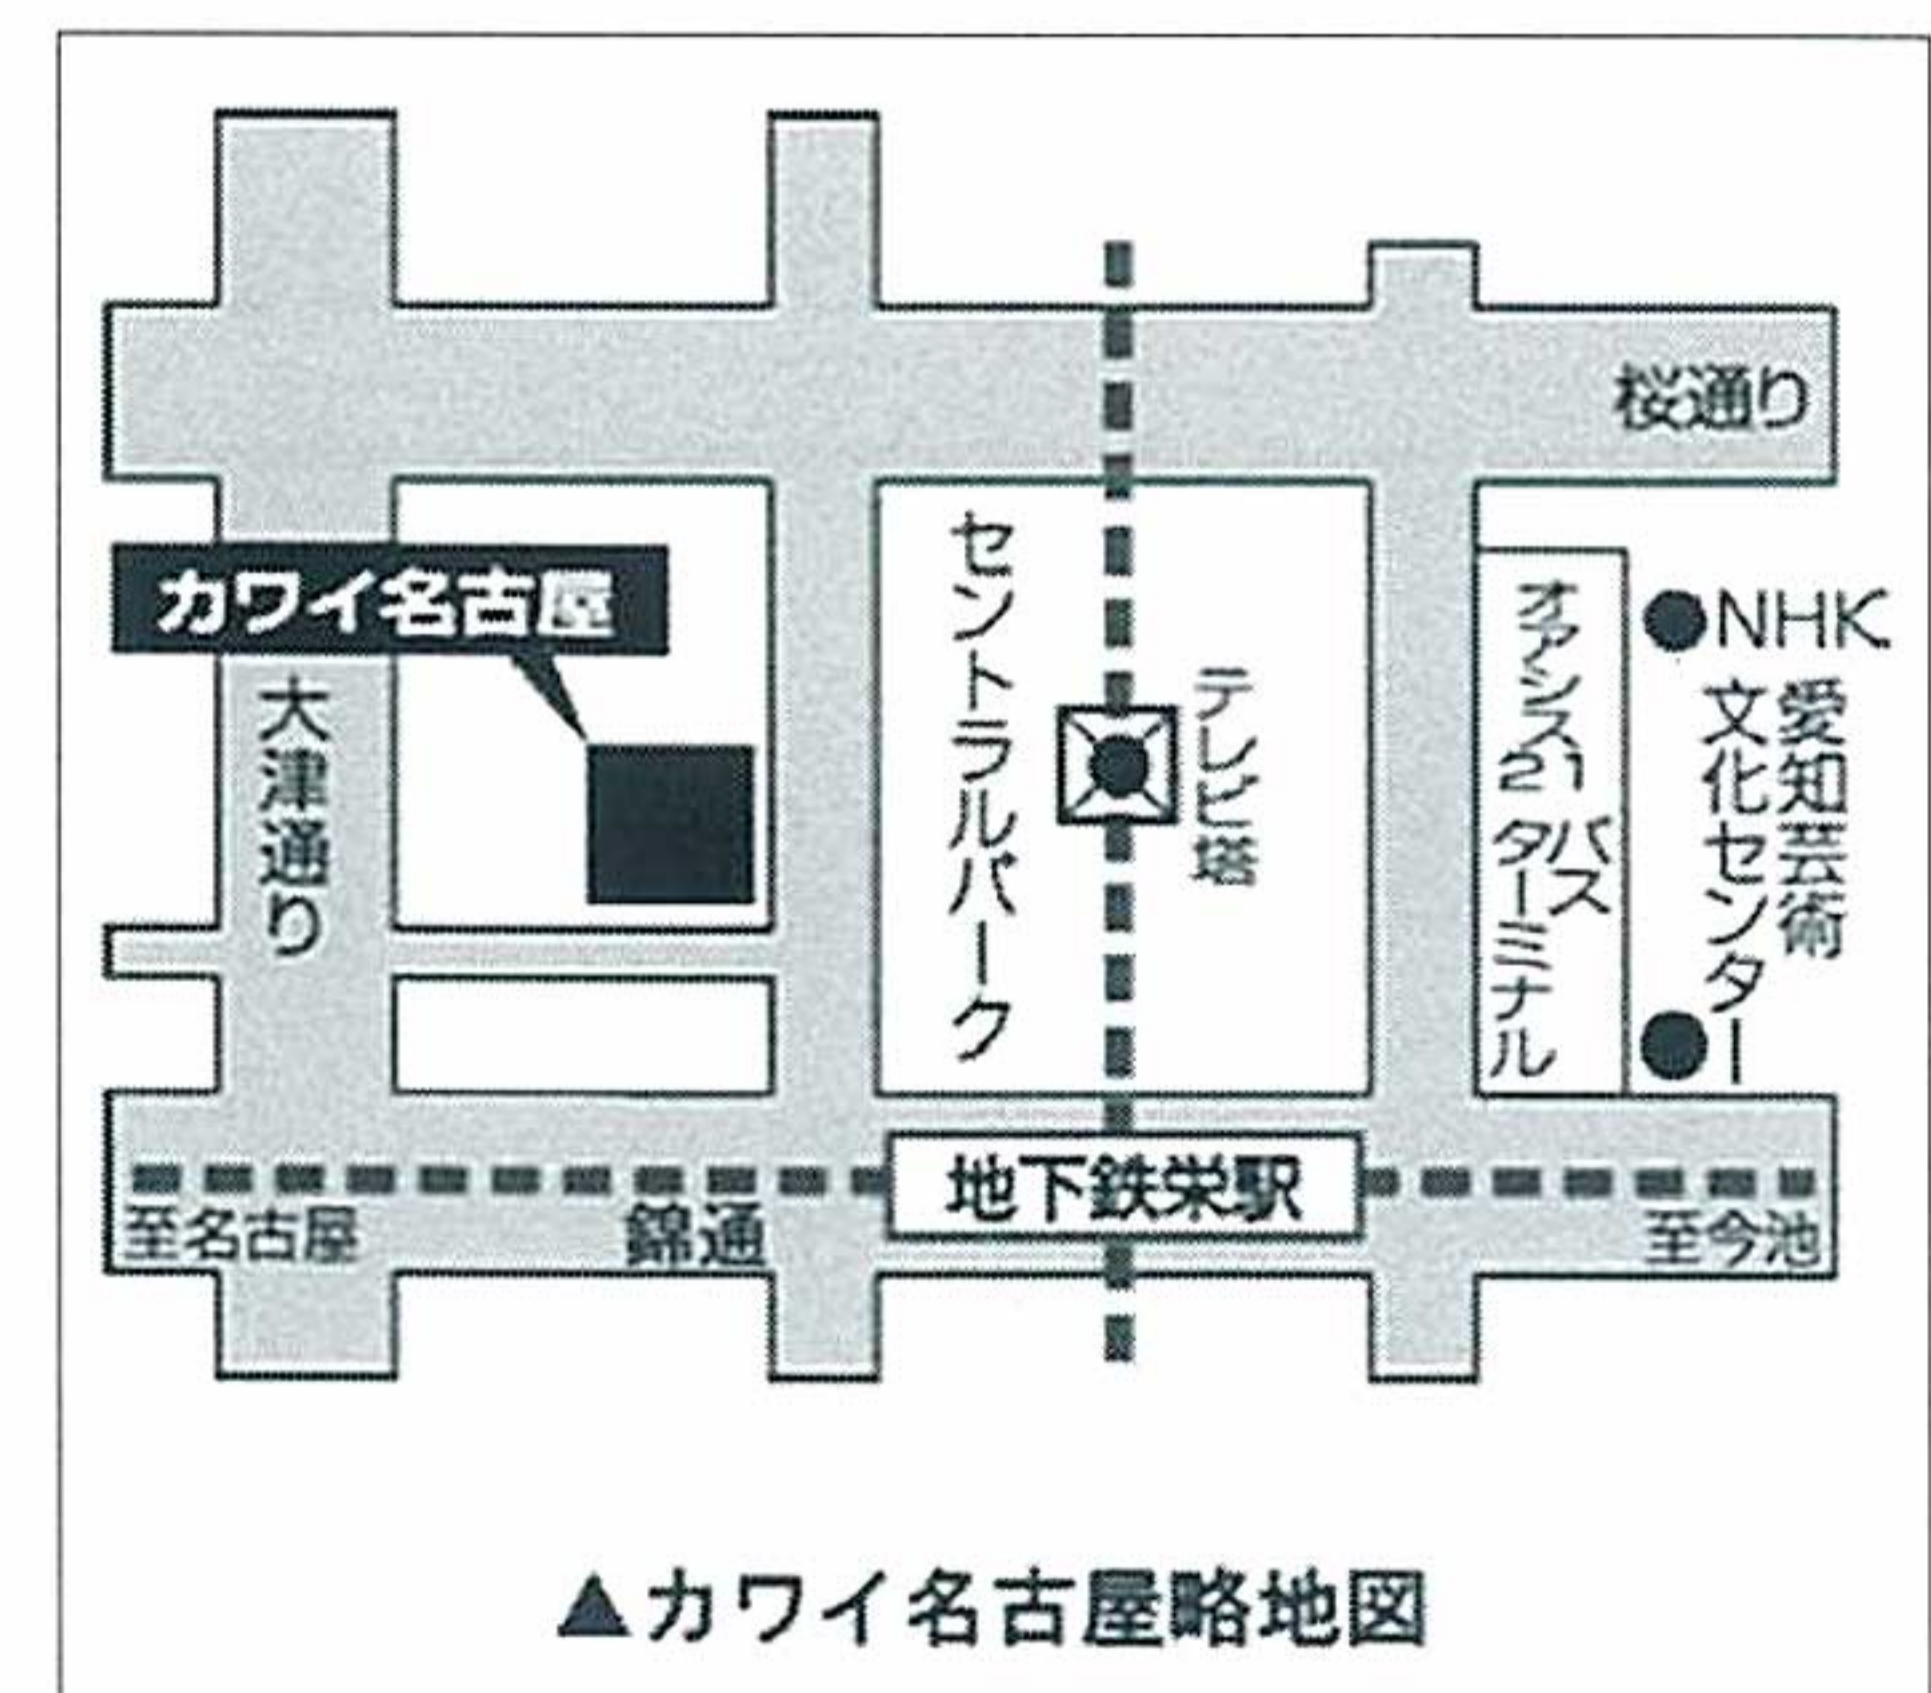 桜通り
カワイ名古屋
大津通り
セントラルパーク
テレビ塔
オアシス21
バス
ターミナル
NHK
愛知芸術
文化センター
地下鉄栄駅
至名古屋
錦通
至今池
▲カワイ名古屋略地図